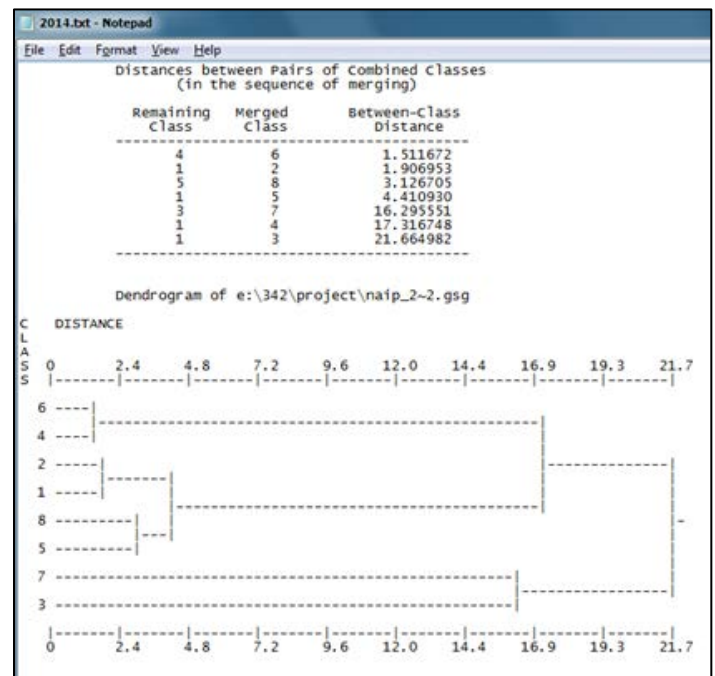 2014.txt - Notepad
File Edit Format View Help
Distances between Pairs of Combined Classes
(in the sequence of merging)
Remaining Merged Between-Class
Class Class Distance
---------------------------------------------
4 6 1.511672
1 2 1.906953
5 8 3.126705
1 5 4.410930
3 7 16.295551
1 4 17.316748
1 3 21.664982
---------------------------------------------
Dendrogram of e:\342\project\naip_2~2.gsg
C DISTANCE
L
A
S 0 2.4 4.8 7.2 9.6 12.0 14.4 16.9 19.3 21.7
S |-------|-------|-------|-------|-------|-------|-------|-------|-------|
6
4
2
1
8
5
7
3
|-------|-------|-------|-------|-------|-------|-------|-------|-------|
0 2.4 4.8 7.2 9.6 12.0 14.4 16.9 19.3 21.7